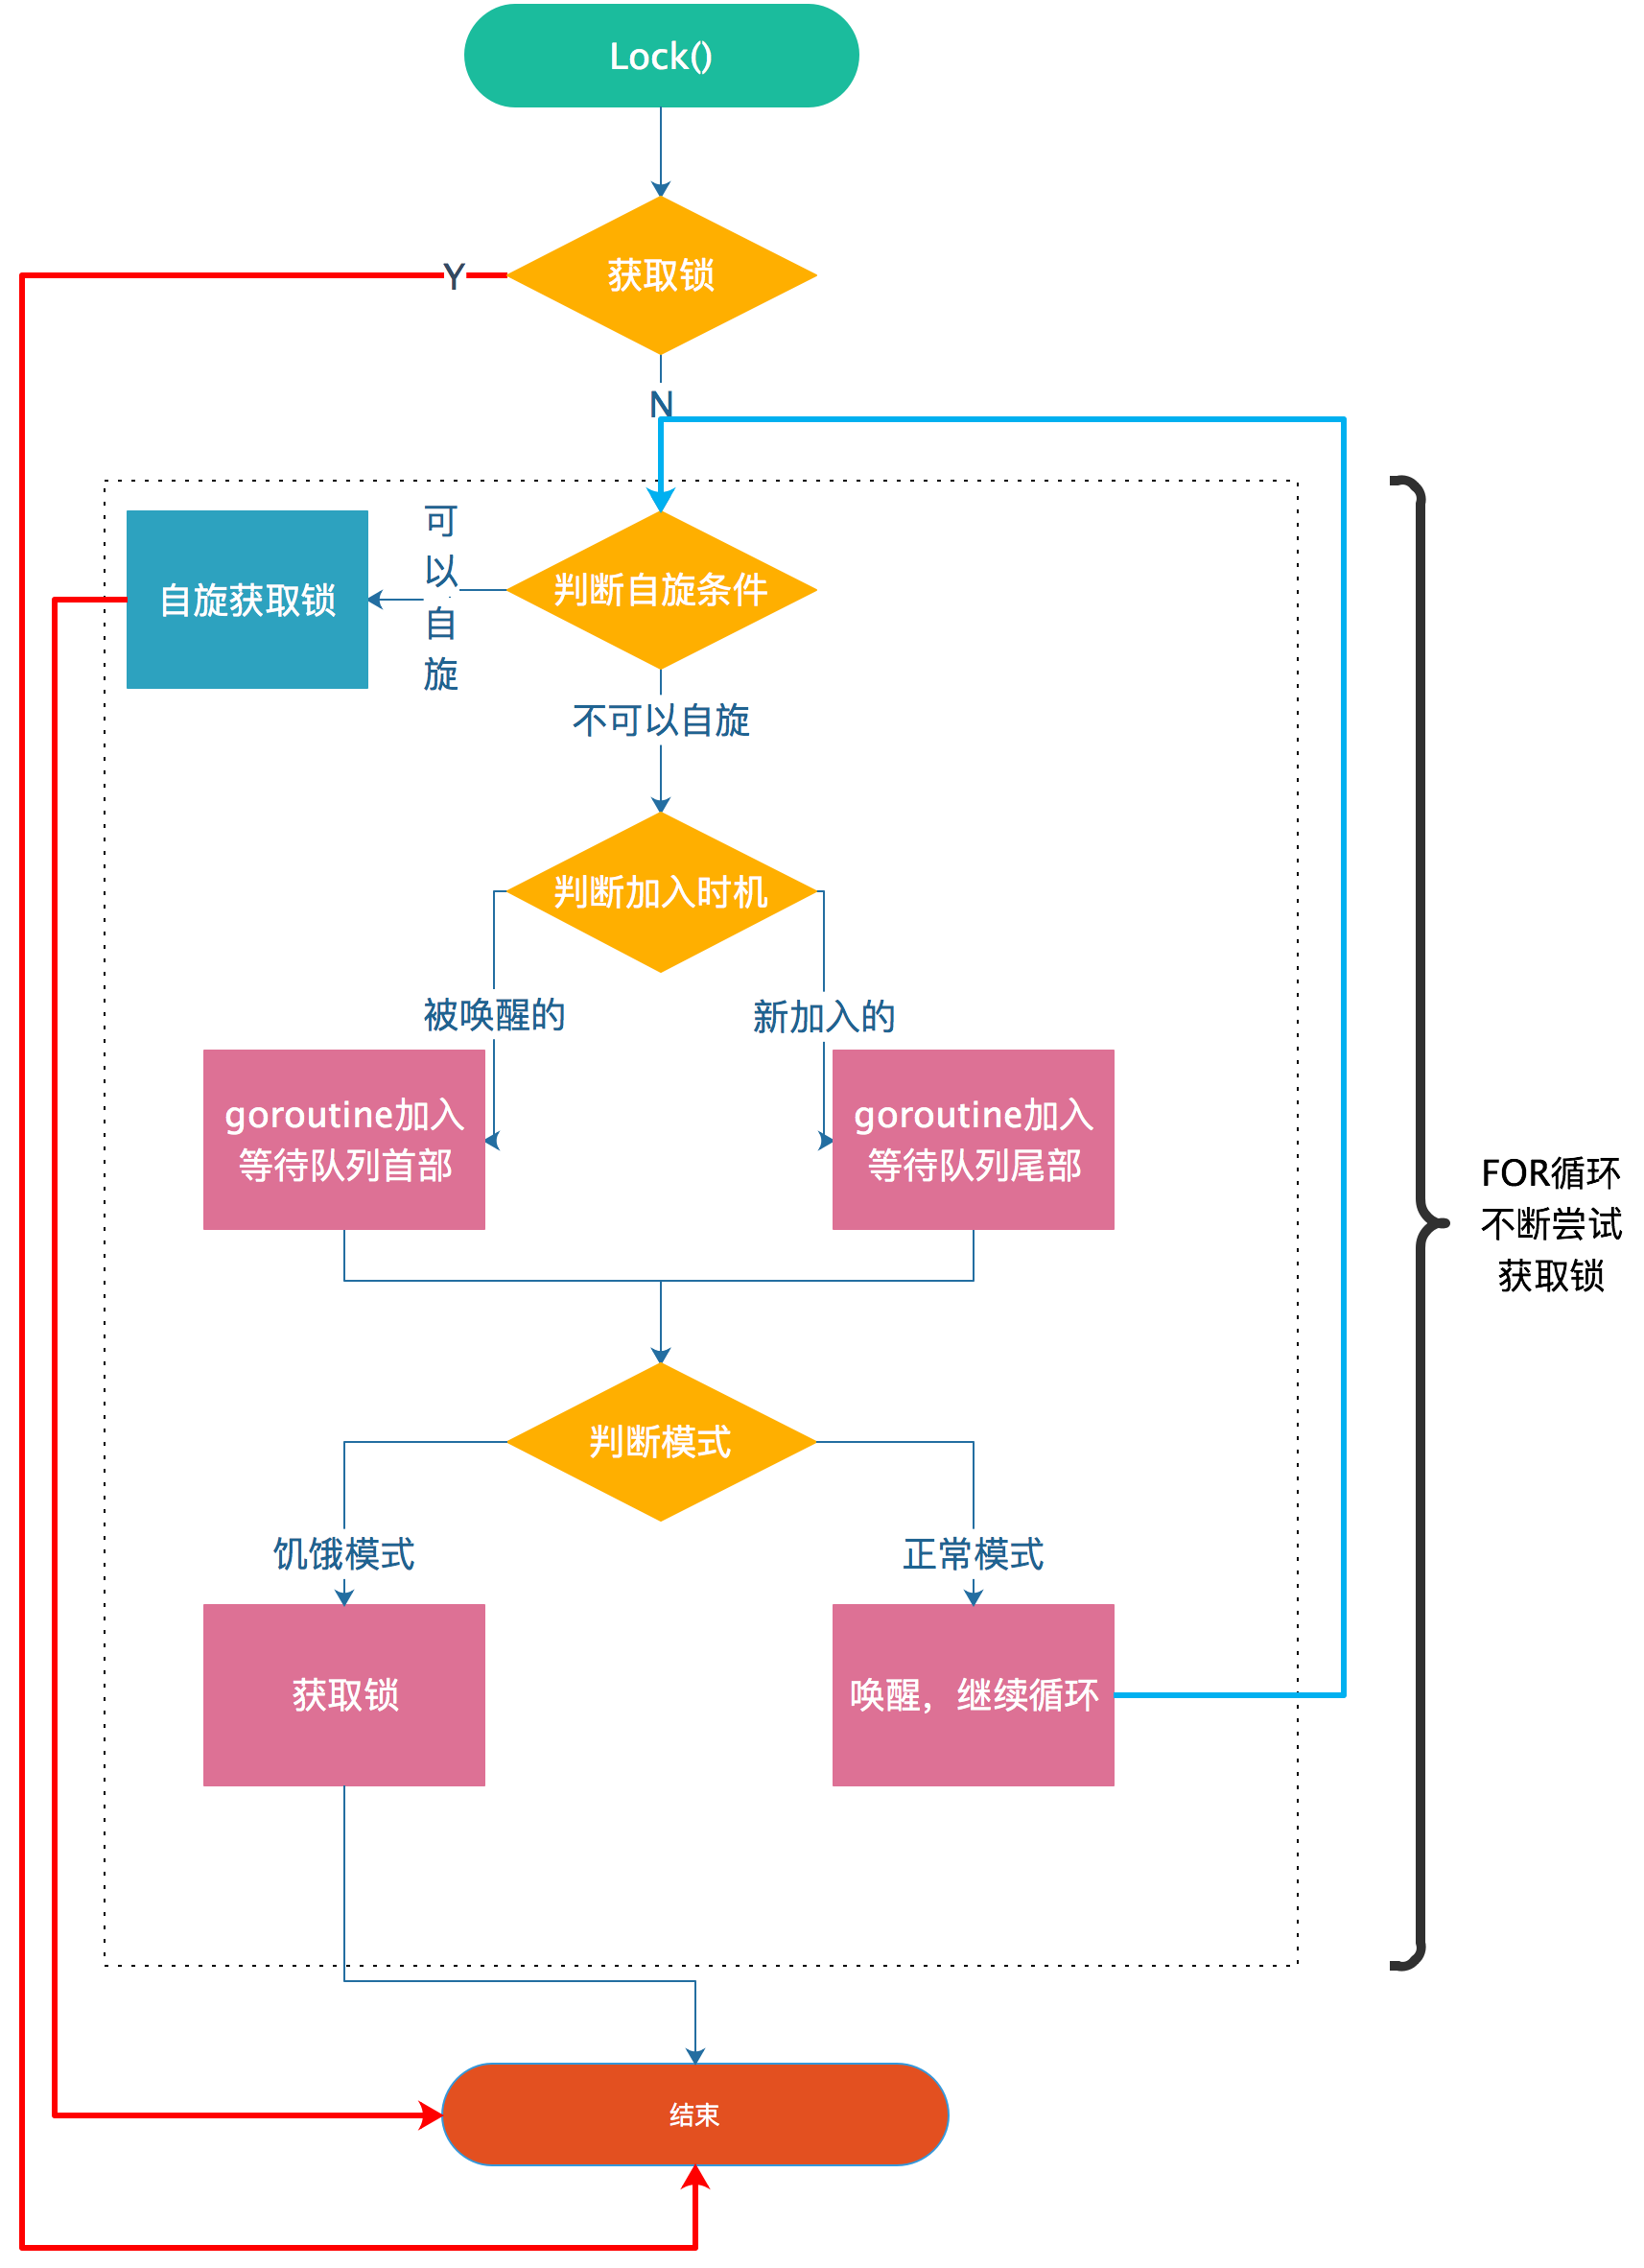 Lock()
获取锁
Y
N
可
以
自
旋
自旋获取锁
判断自旋条件
不可以自旋
判断加入时机
被唤醒的
新加入的
goroutine加入
等待队列首部
goroutine加入
等待队列尾部
FOR循环
不断尝试
获取锁
判断模式
饥饿模式
正常模式
获取锁
唤醒，继续循环
结束